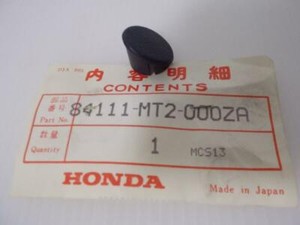 内容明細
CONTENTS
部品番号 Part No. 84111-MT2-000ZA
数量 Quantity 1 MCS13
HONDA Made in Japan